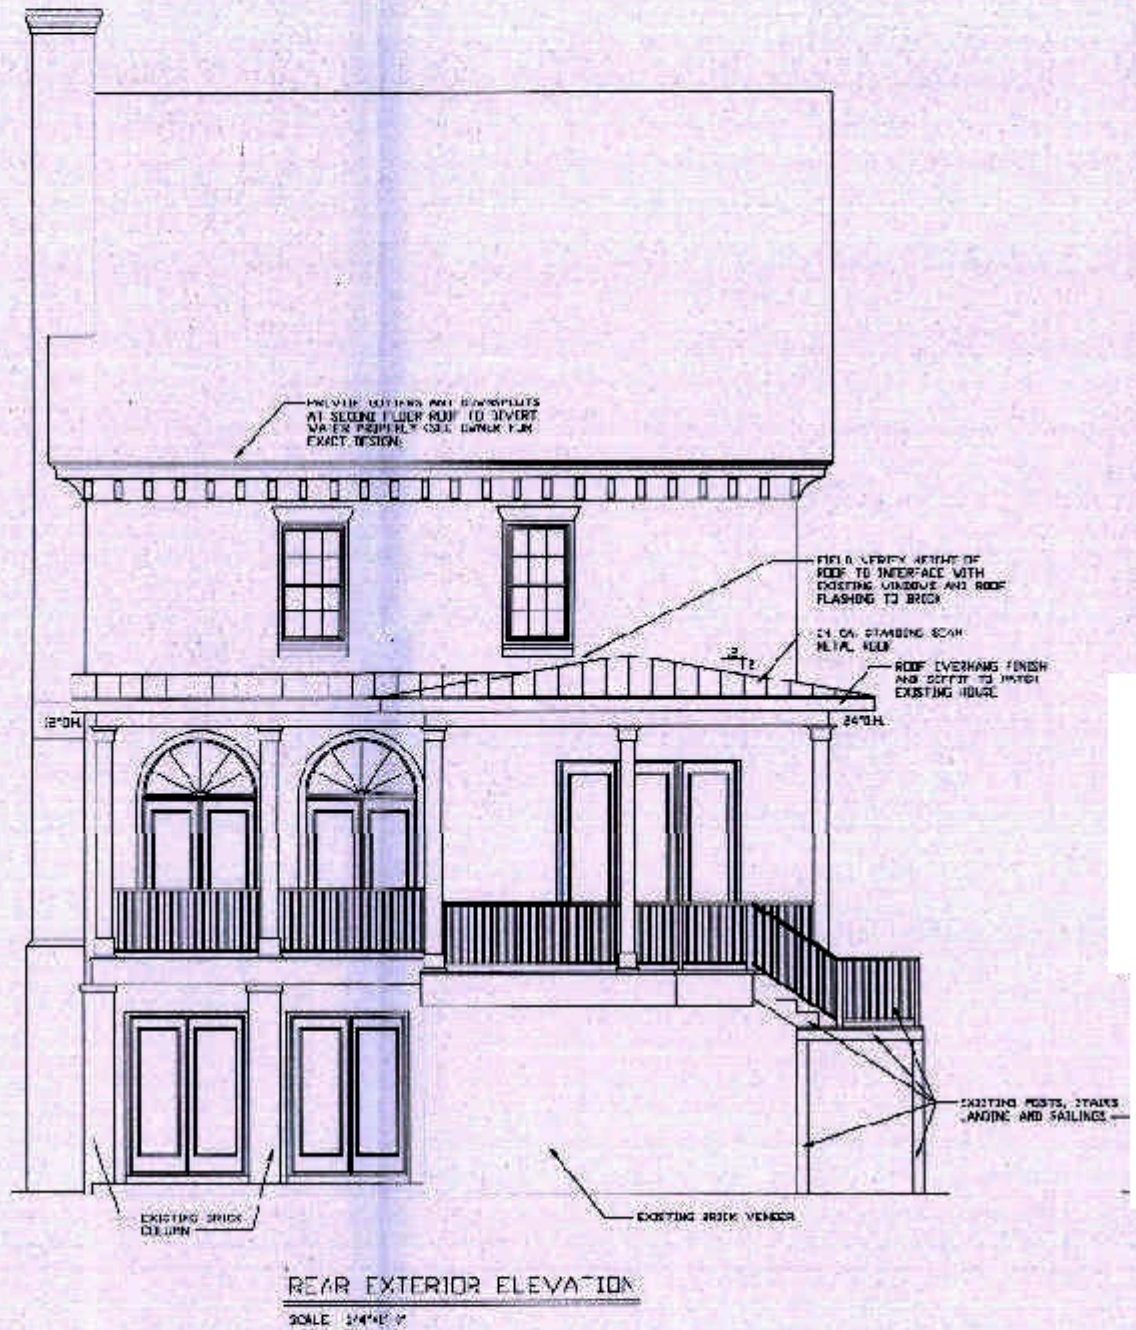 GUTTERS AND DOWNSPOUTS
AT SECOND FLOOR ROOF TO DIVERT
WATER PROPERLY OWNER FOR
EXACT DESIGN
FIELD VERIFY HEIGHT OF
ROOF TO INTERFACE WITH
EXISTING WINDOWS AND ROOF
FLASHING TO BRICK
STANDING SEAM
METAL ROOF
2
ROOF OVERHANG FINISH
AND SOFFIT TO MATCH
EXISTING HOUSE
12"O.H.
24"O.H.
EXISTING POSTS, STAIRS
LANDING AND RAILINGS
EXISTING BRICK
COLUMN
EXISTING BRICK VENEER
REAR EXTERIOR ELEVATION
SCALE